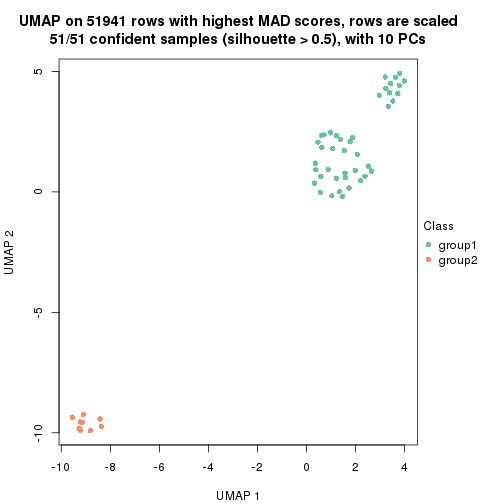 UMAP on 51941 rows with highest MAD scores, rows are scaled
51/51 confident samples (silhouette > 0.5), with 10 PCs
5
0
-5
-10
UMAP 2
Class
group1
group2
-10 -8 -6 -4 -2 0 2 4
UMAP 1